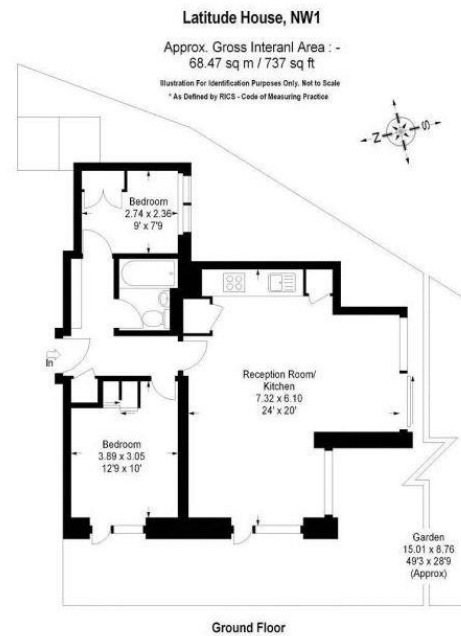 Latitude House, NW1
Approx. Gross Interanl Area : -
68.47 sq m / 737 sq ft
Illustration For Identification Purposes Only. Not to Scale
* As Defined by RICS - Code of Measuring Practice
N
S
Bedroom
2.74 x 2.36
9' x 7'9
In
Reception Room/
Kitchen
7.32 x 6.10
24' x 20'
Bedroom
3.89 x 3.05
12'9 x 10'
Garden
15.01 x 8.76
49'3 x 28'9
(Approx)
Ground Floor